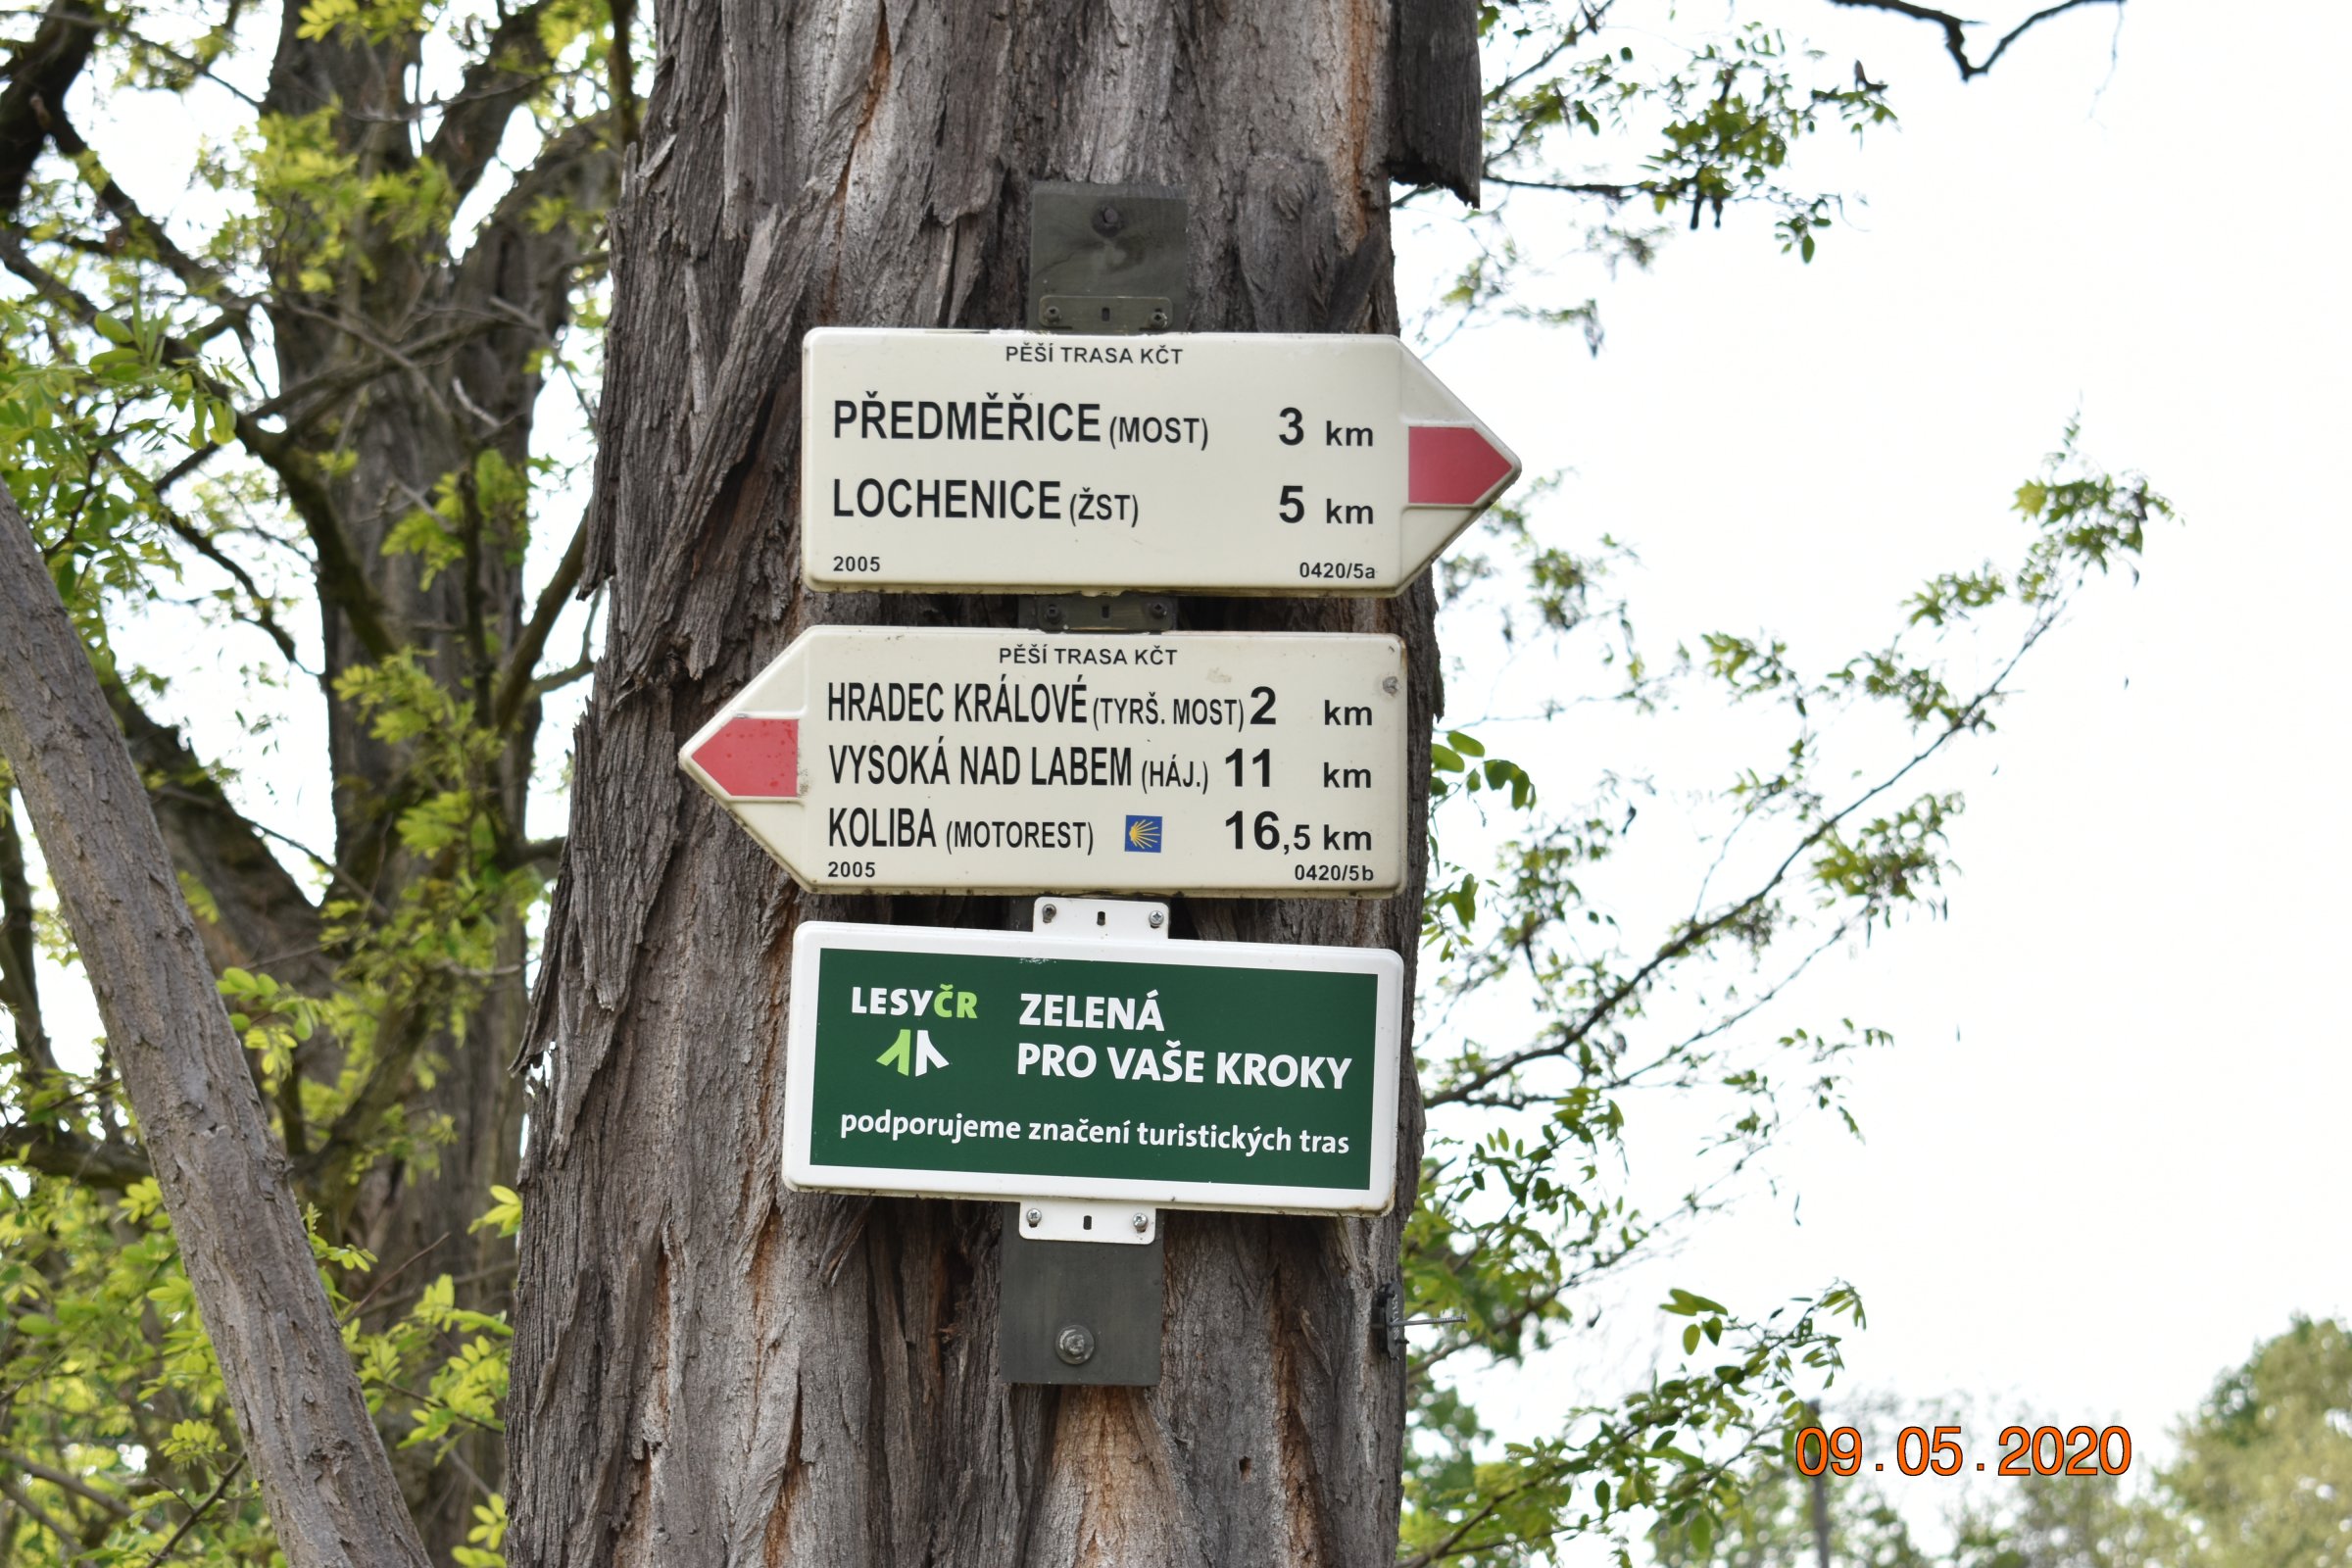 PĚŠÍ TRASA KČT
PŘEDMĚŘICE (MOST) 3 km
LOCHENICE (ŽST) 5 km
2005 0420/5a
PĚŠÍ TRASA KČT
HRADEC KRÁLOVÉ (TYRŠ. MOST) 2 km
VYSOKÁ NAD LABEM (HÁJ.) 11 km
KOLIBA (MOTOREST) 16,5 km
2005 0420/5b
LESY ČR ZELENÁ
PRO VAŠE KROKY
podporujeme značení turistických tras
09.05.2020